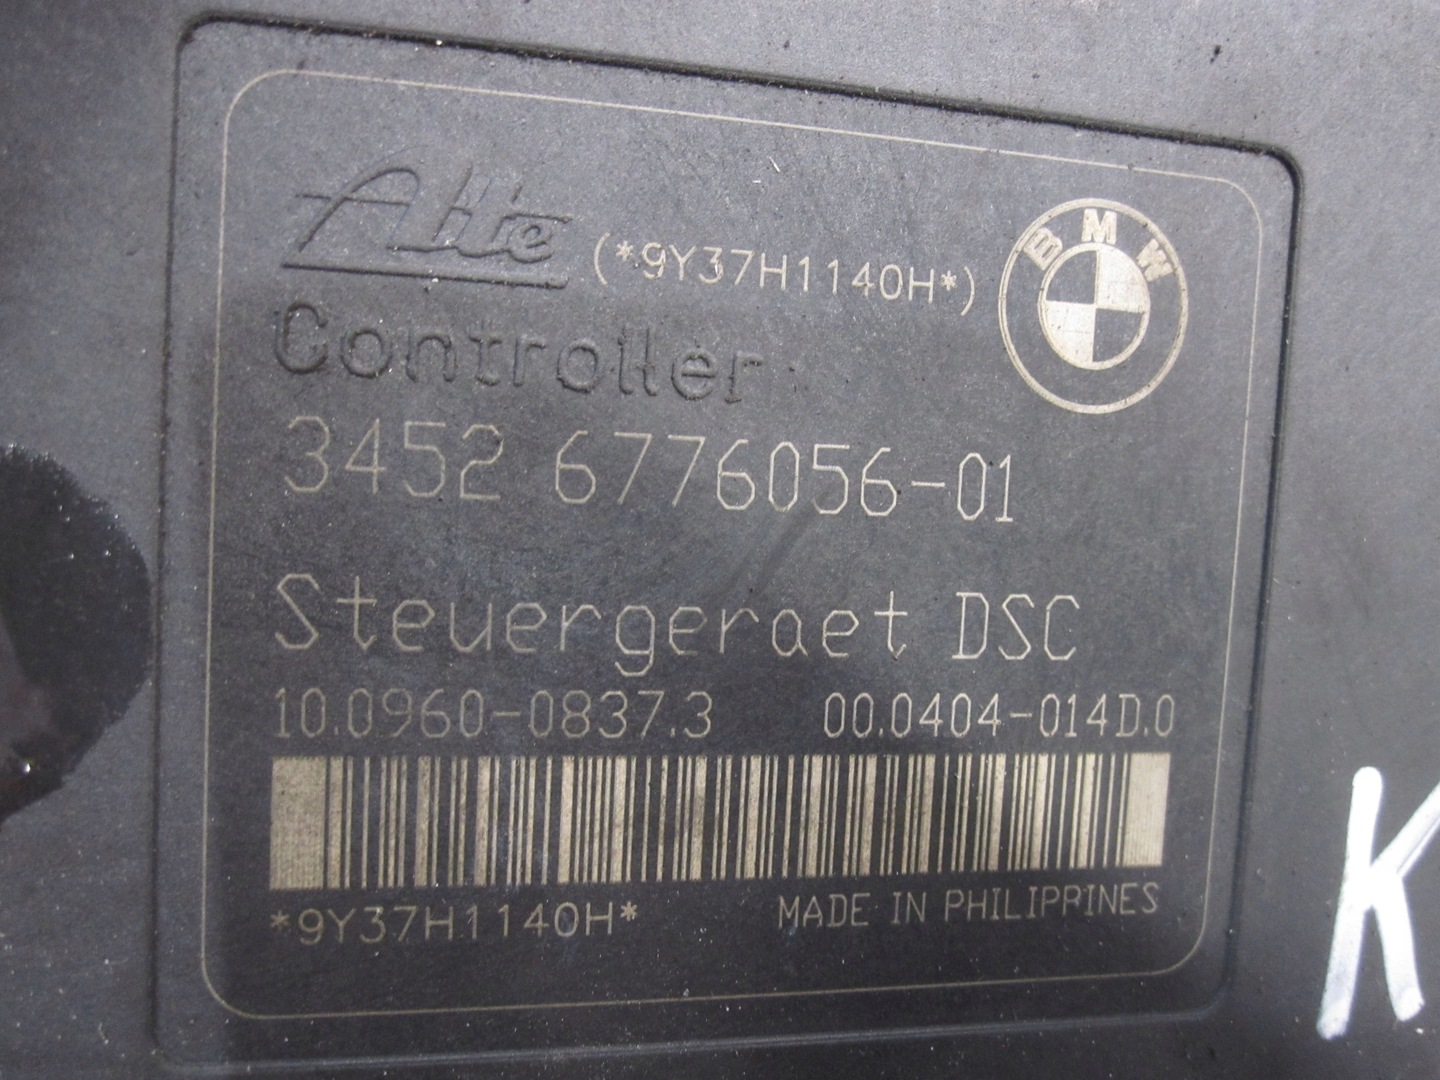 Ate (*9Y37H1140H*) BMW
Controller
3452 6776056-01
Steuergeraet DSC
10.0960-0837.3 00.0404-014D.0
*9Y37H1140H* MADE IN PHILIPPINES
K